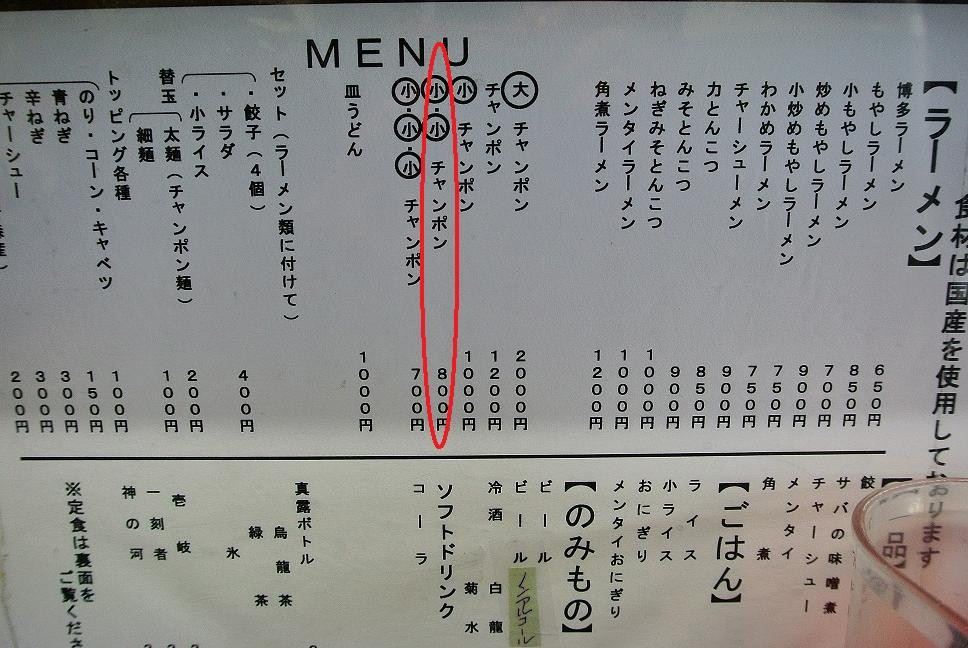 MENU
食材は国産を使用しております
【ラーメン】
博多ラーメン 650円
もやしラーメン 850円
小もやしラーメン 700円
炒めもやしラーメン 900円
小炒めもやしラーメン 750円
わかめラーメン 750円
チャーシューメン 900円
力とんこつ 850円
みそとんこつ 900円
ねぎみそとんこつ 1000円
メンタイラーメン 1000円
角煮ラーメン 1200円
大 チャンポン 2000円
チャンポン 1200円
小 チャンポン 1000円
小・小 チャンポン 800円
小・小・小 チャンポン 700円
皿うどん 1000円
セット(ラーメン類に付けて)
・餃子(4個) 400円
・サラダ
・小ライス 200円
替玉 太麺(チャンポン麺) 100円
細麺
トッピング各種 100円
のり・コーン・キャベツ 150円
青ねぎ 300円
辛ねぎ 300円
チャーシュー 200円
品】
餃
サバの味噌煮
チャーシュー
メンタイ
角煮
【ごはん】
ライス
小ライス
おにぎり
メンタイおにぎり
【のみもの】
ビール
ビール ノンアルコール
冷酒 白龍
菊水
ソフトドリンク
コーラ
真露ボトル
烏龍茶
緑茶
氷
壱岐
一刻者
神の河
※定食は裏面を
ご覧くださ